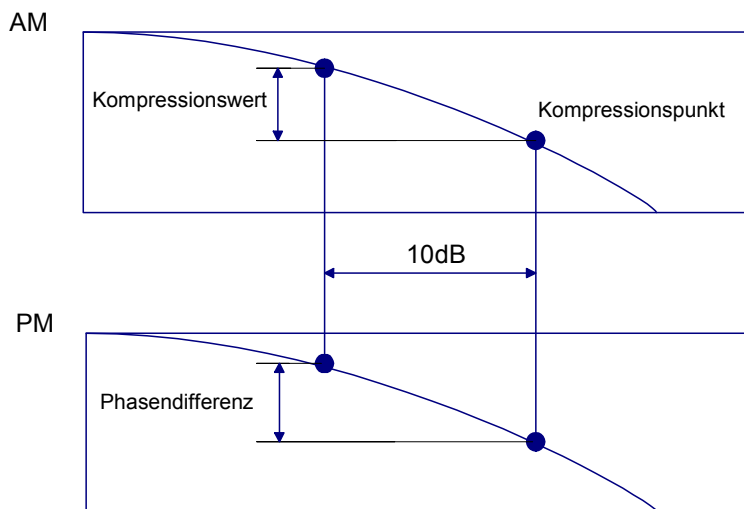 AM
Kompressionswert
Kompressionspunkt
10dB
PM
Phasendifferenz